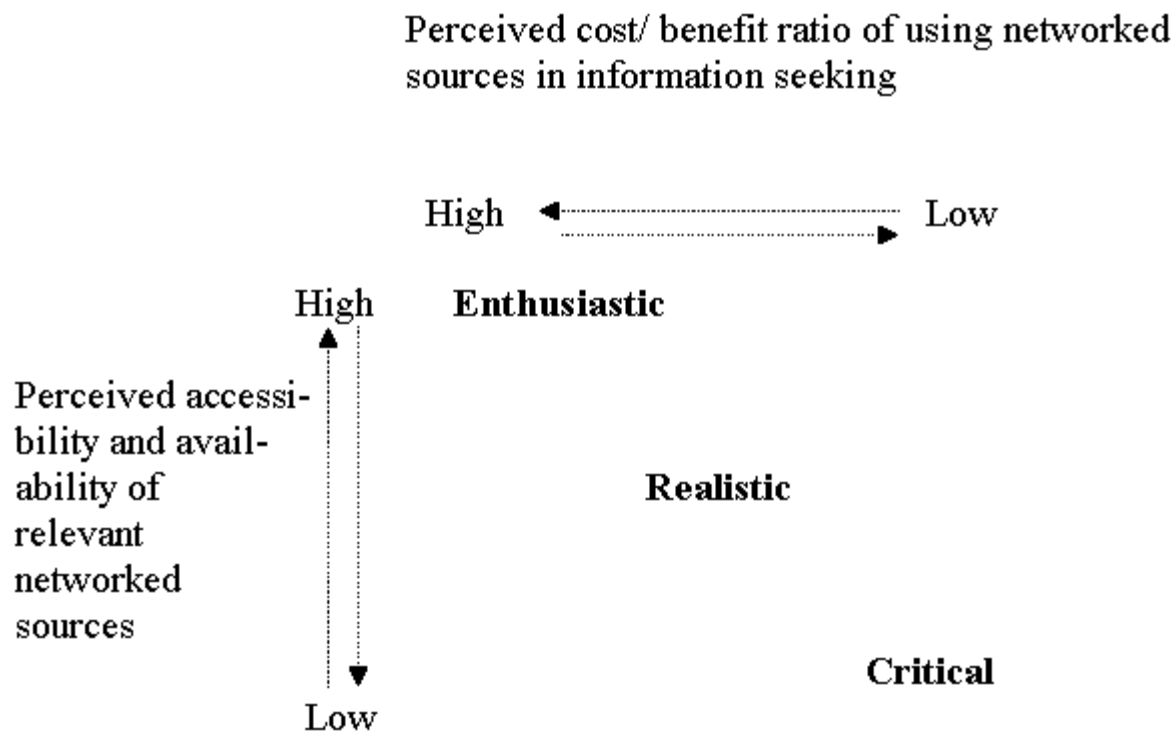 Perceived cost/ benefit ratio of using networked
sources in information seeking
High
Low
High
Enthusiastic
Perceived accessi-
bility and avail-
ability of
relevant
networked
sources
Realistic
Critical
Low